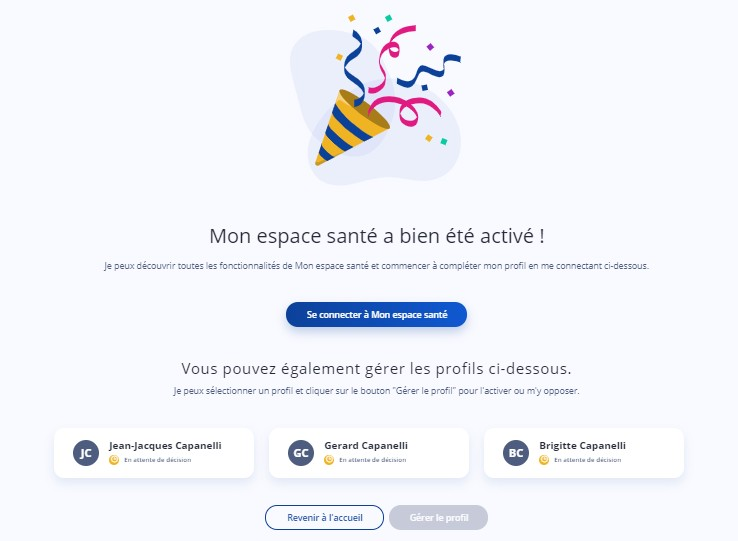 Mon espace santé a bien été activé !
Je peux découvrir toutes les fonctionnalités de Mon espace santé et commencer à compléter mon profil en me connectant ci-dessous.
Se connecter à Mon espace santé
Vous pouvez également gérer les profils ci-dessous.
Je peux sélectionner un profil et cliquer sur le bouton "Gérer le profil" pour l'activer ou m'y opposer.
JC Jean-Jacques Capanelli
En attente de décision
GC Gerard Capanelli
En attente de décision
BC Brigitte Capanelli
En attente de décision
Revenir à l'accueil
Gérer le profil